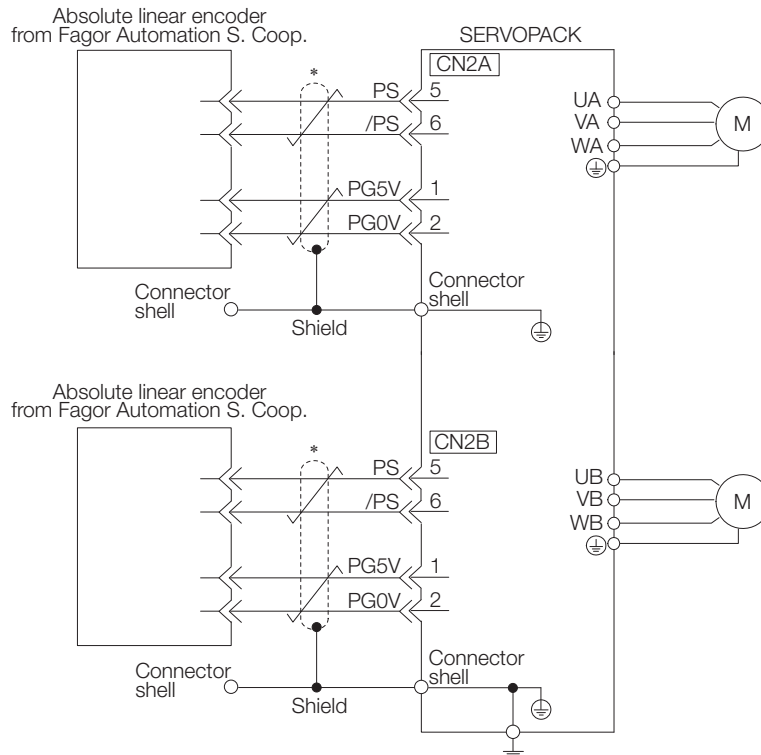 Absolute linear encoder
from Fagor Automation S. Coop.
SERVOPACK
*
CN2A
PS
5
/PS
6
PG5V
1
PG0V
2
UA
VA
WA
M
Connector
shell
Shield
Connector
shell
Absolute linear encoder
from Fagor Automation S. Coop.
*
CN2B
PS
5
/PS
6
PG5V
1
PG0V
2
UB
VB
WB
M
Connector
shell
Shield
Connector
shell